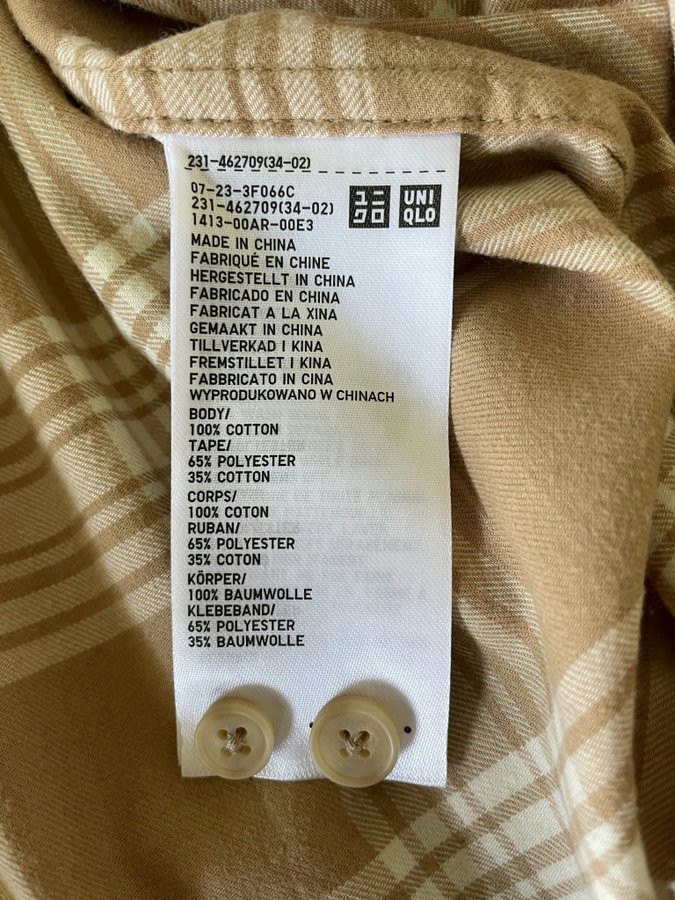 231-462709(34-02)
07-23-3F066C
231-462709(34-02)
1413-00AR-00E3
ユニ
クロ
UNI
QLO
MADE IN CHINA
FABRIQUÉ EN CHINE
HERGESTELLT IN CHINA
FABRICADO EN CHINA
FABRICAT A LA XINA
GEMAAKT IN CHINA
TILLVERKAD I KINA
FREMSTILLET I KINA
FABBRICATO IN CINA
WYPRODUKOWANO W CHINACH
BODY/
100% COTTON
TAPE/
65% POLYESTER
35% COTTON
CORPS/
100% COTON
RUBAN/
65% POLYESTER
35% COTON
KÖRPER/
100% BAUMWOLLE
KLEBEBAND/
65% POLYESTER
35% BAUMWOLLE